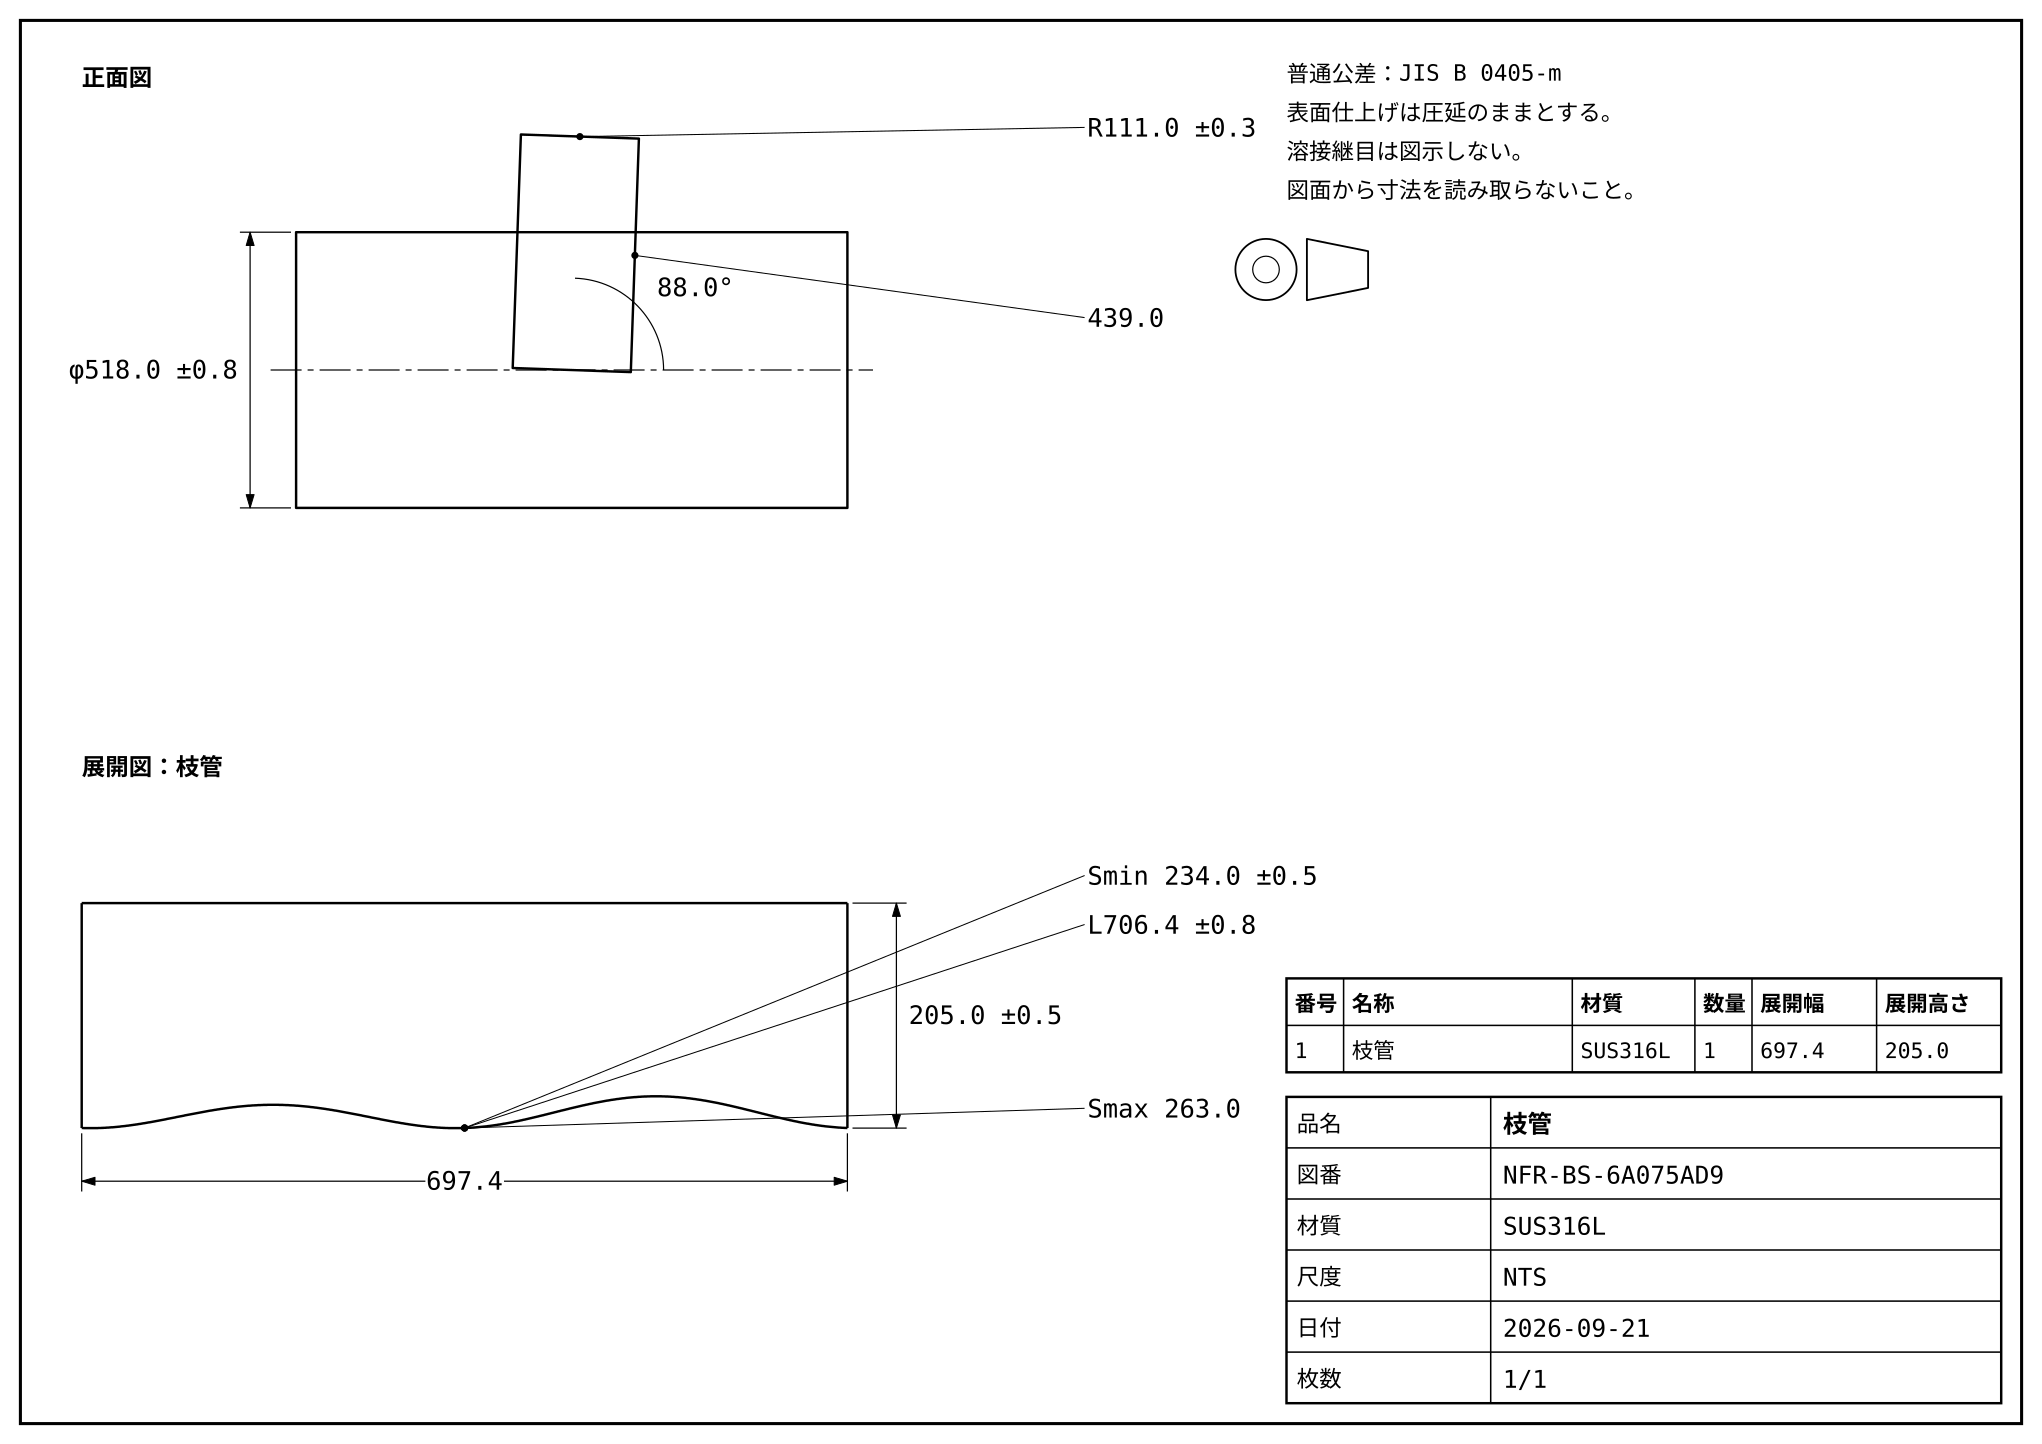 正面図
普通公差：JIS B 0405-m
表面仕上げは圧延のままとする。
溶接継目は図示しない。
図面から寸法を読み取らないこと。
R111.0 ±0.3
88.0°
439.0
φ518.0 ±0.8
展開図：枝管
Smin 234.0 ±0.5
L706.4 ±0.8
205.0 ±0.5
Smax 263.0
697.4
番号 名称 材質 数量 展開幅 展開高さ
1 枝管 SUS316L 1 697.4 205.0
品名 枝管
図番 NFR-BS-6A075AD9
材質 SUS316L
尺度 NTS
日付 2026-09-21
枚数 1/1